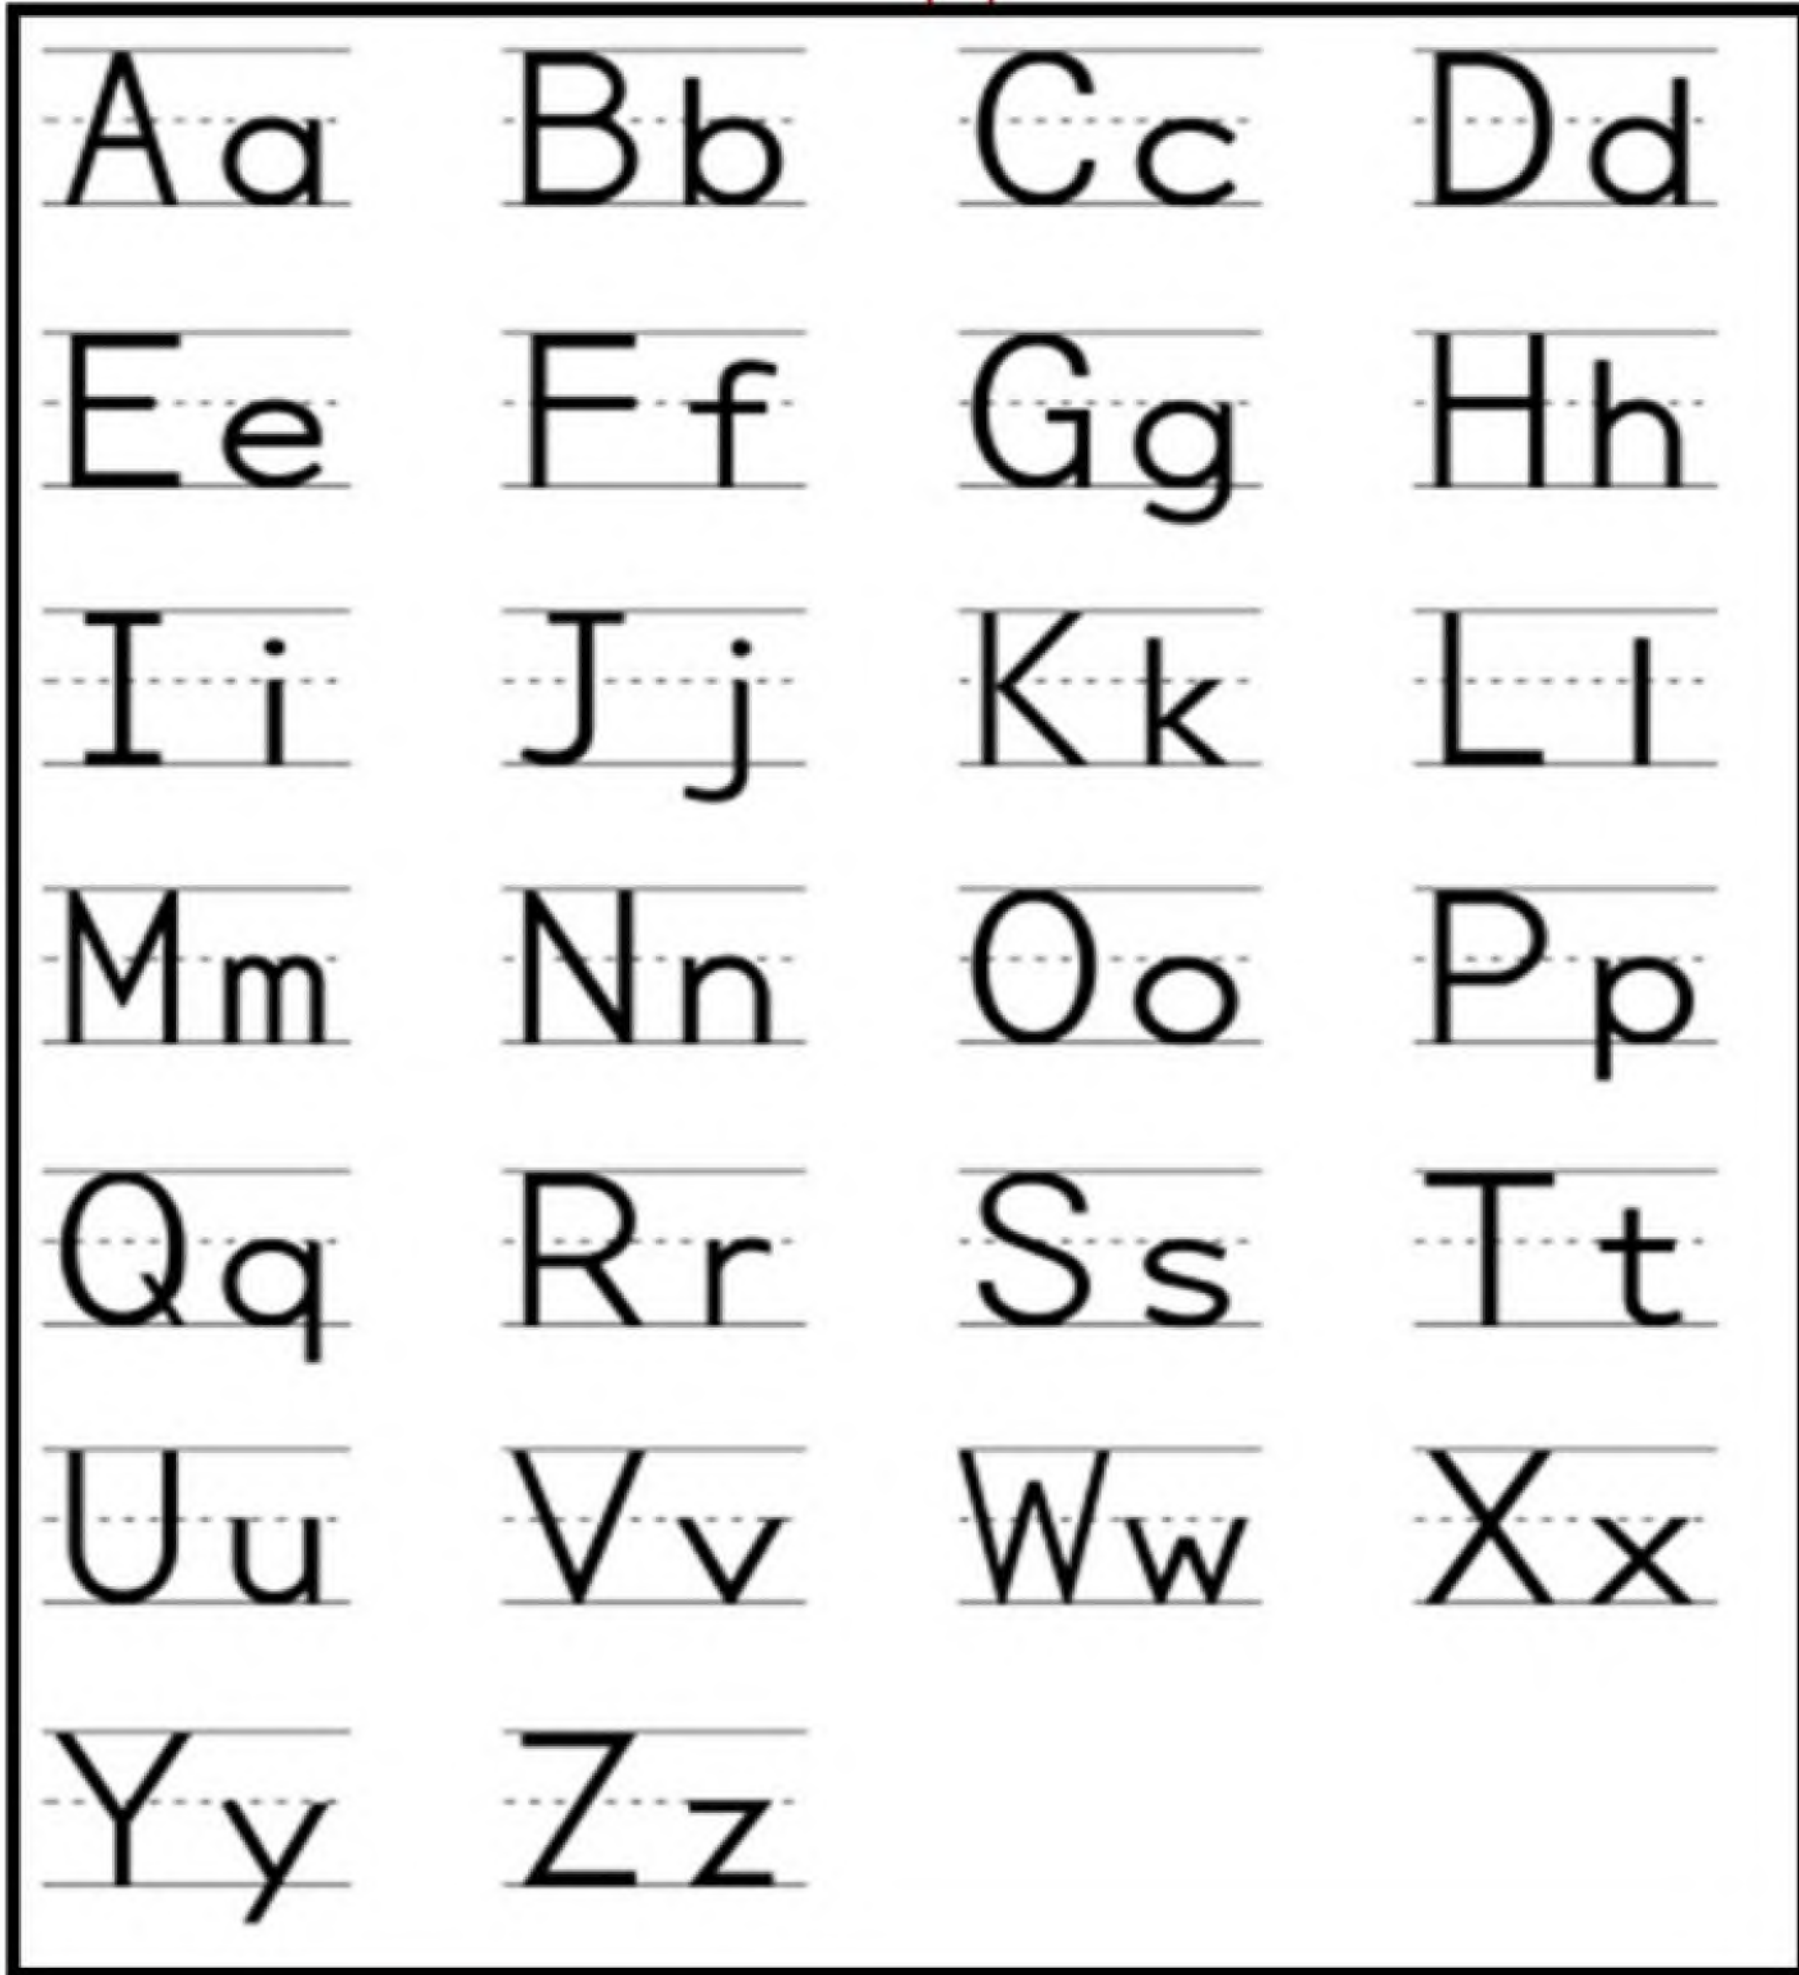 Aa Bb Cc Dd
Ee Ff Gg Hh
Ii Jj Kk Ll
Mm Nn Oo Pp
Qq Rr Ss Tt
Uu Vv Ww Xx
Yy Zz